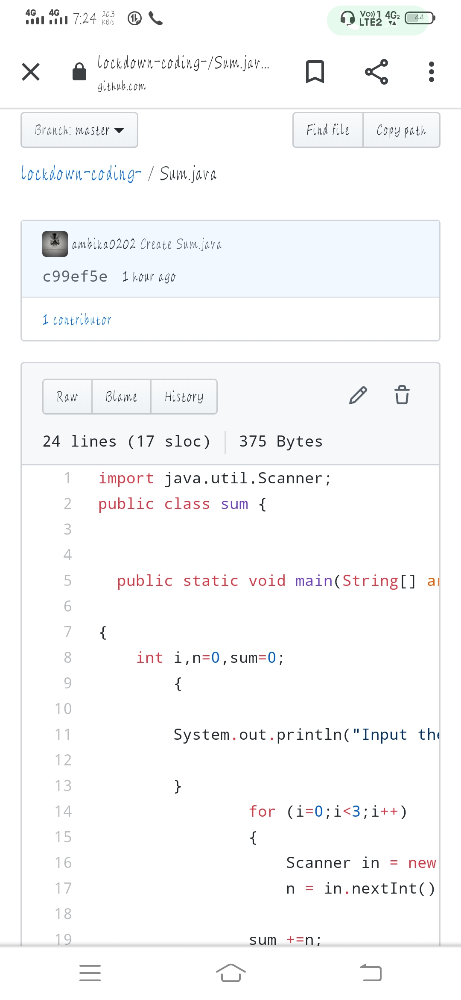 4G 4G 7:24 20.3 KB/s Vo)) 1 LTE2 4G2 44
lockdown-coding-/Sum.jav...
github.com
Branch: master Find file Copy path
lockdown-coding- / Sum.java
ambika0202 Create Sum.java
c99ef5e 1 hour ago
1 contributor
Raw Blame History
24 lines (17 sloc) 375 Bytes
1 import java.util.Scanner;
2 public class sum {
3
4
5 public static void main(String[] ar
6
7 {
8 int i,n=0,sum=0;
9 {
10
11 System.out.println("Input the
12
13 }
14 for (i=0;i<3;i++)
15 {
16 Scanner in = new
17 n = in.nextInt()
18
19 sum +=n;